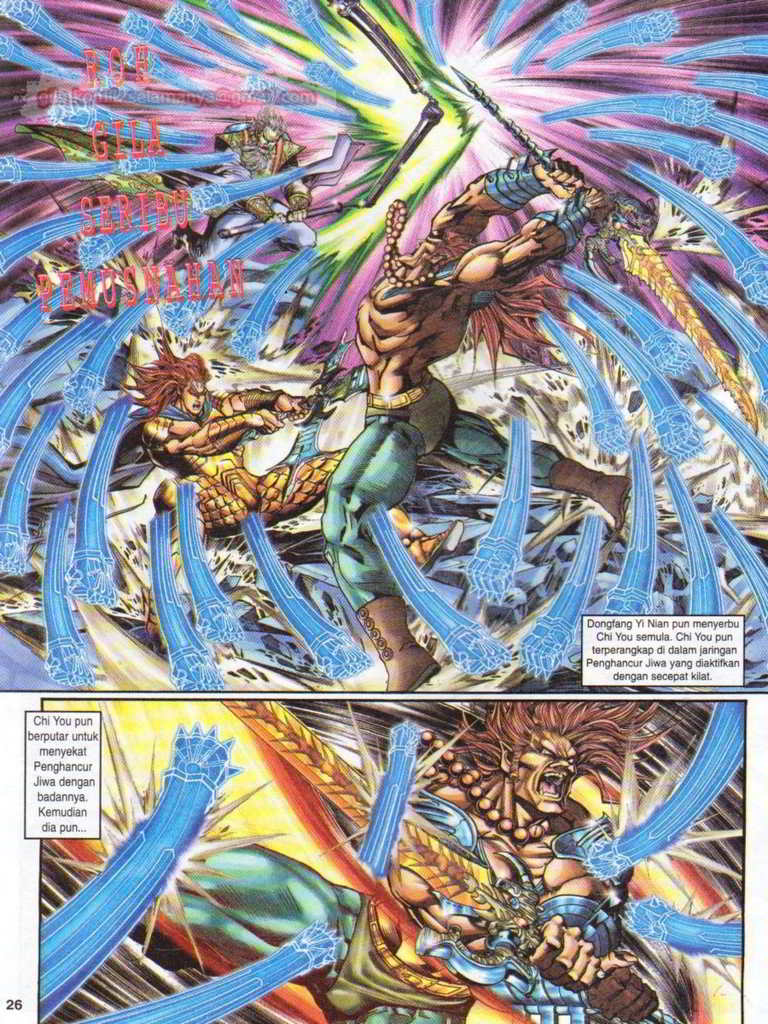 ROH
GILA
SERIBU
PEMUSNAHAN
Dongfang Yi Nian pun menyerbu
Chi You semula. Chi You pun
terperangkap di dalam jaringan
Penghancur Jiwa yang diaktifkan
dengan secepat kilat.
Chi You pun
berputar untuk
menyekat
Penghancur
Jiwa dengan
badannya.
Kemudian
dia pun...
26